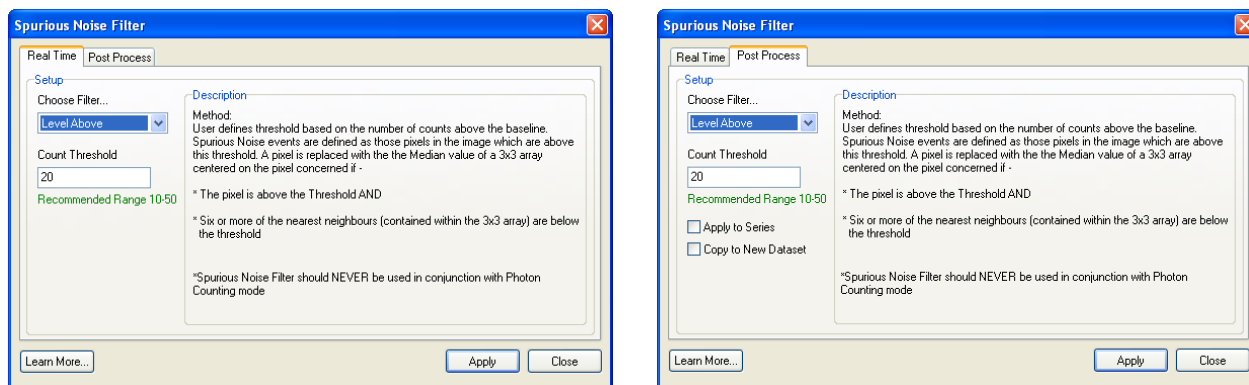 Spurious Noise Filter
Real Time
Post Process
Setup
Choose Filter...
Level Above
Count Threshold
20
Recommended Range 10-50
Description
Method:
User defines threshold based on the number of counts above the baseline.
Spurious Noise events are defined as those pixels in the image which are above
this threshold. A pixel is replaced with the the Median value of a 3x3 array
centered on the pixel concerned if -
* The pixel is above the Threshold AND
* Six or more of the nearest neighbours (contained within the 3x3 array) are below
the threshold
*Spurious Noise Filter should NEVER be used in conjunction with Photon
Counting mode
Learn More...
Apply
Close
Spurious Noise Filter
Real Time
Post Process
Setup
Choose Filter...
Level Above
Count Threshold
20
Recommended Range 10-50
Apply to Series
Copy to New Dataset
Description
Method:
User defines threshold based on the number of counts above the baseline.
Spurious Noise events are defined as those pixels in the image which are above
this threshold. A pixel is replaced with the the Median value of a 3x3 array
centered on the pixel concerned if -
* The pixel is above the Threshold AND
* Six or more of the nearest neighbours (contained within the 3x3 array) are below
the threshold
*Spurious Noise Filter should NEVER be used in conjunction with Photon
Counting mode
Learn More...
Apply
Close